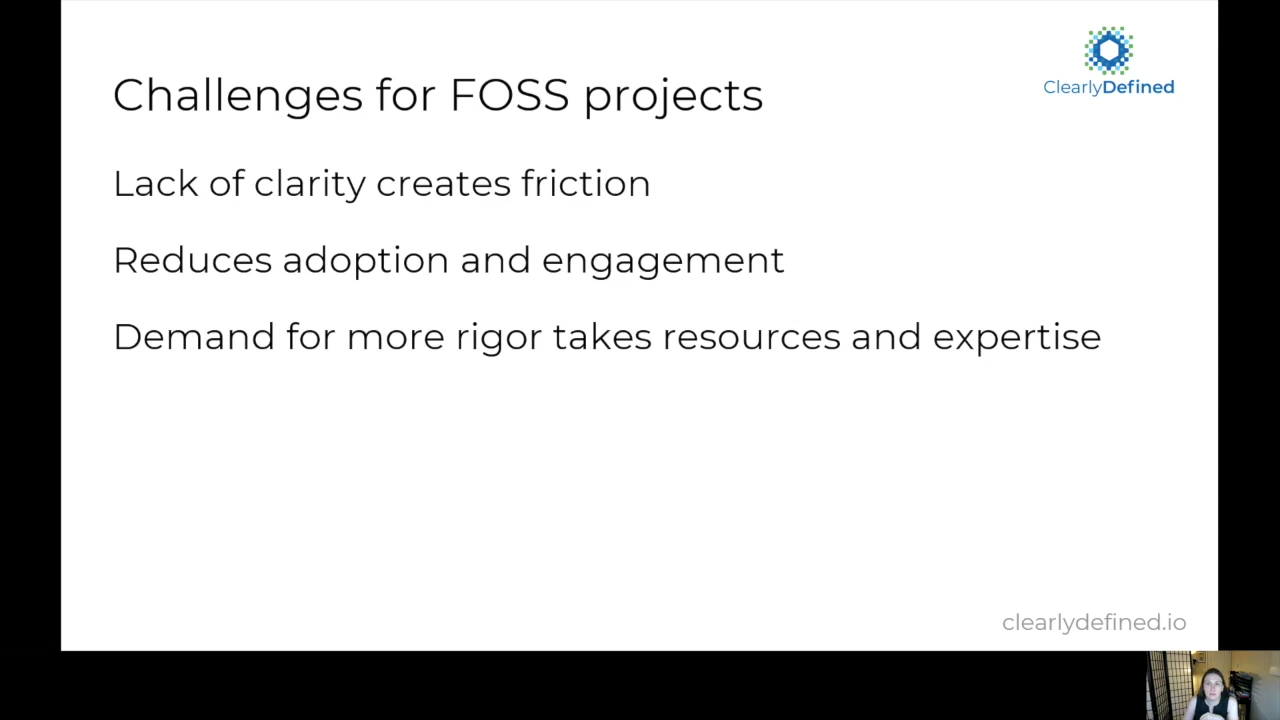 ClearlyDefined
Challenges for FOSS projects
Lack of clarity creates friction
Reduces adoption and engagement
Demand for more rigor takes resources and expertise
clearlydefined.io